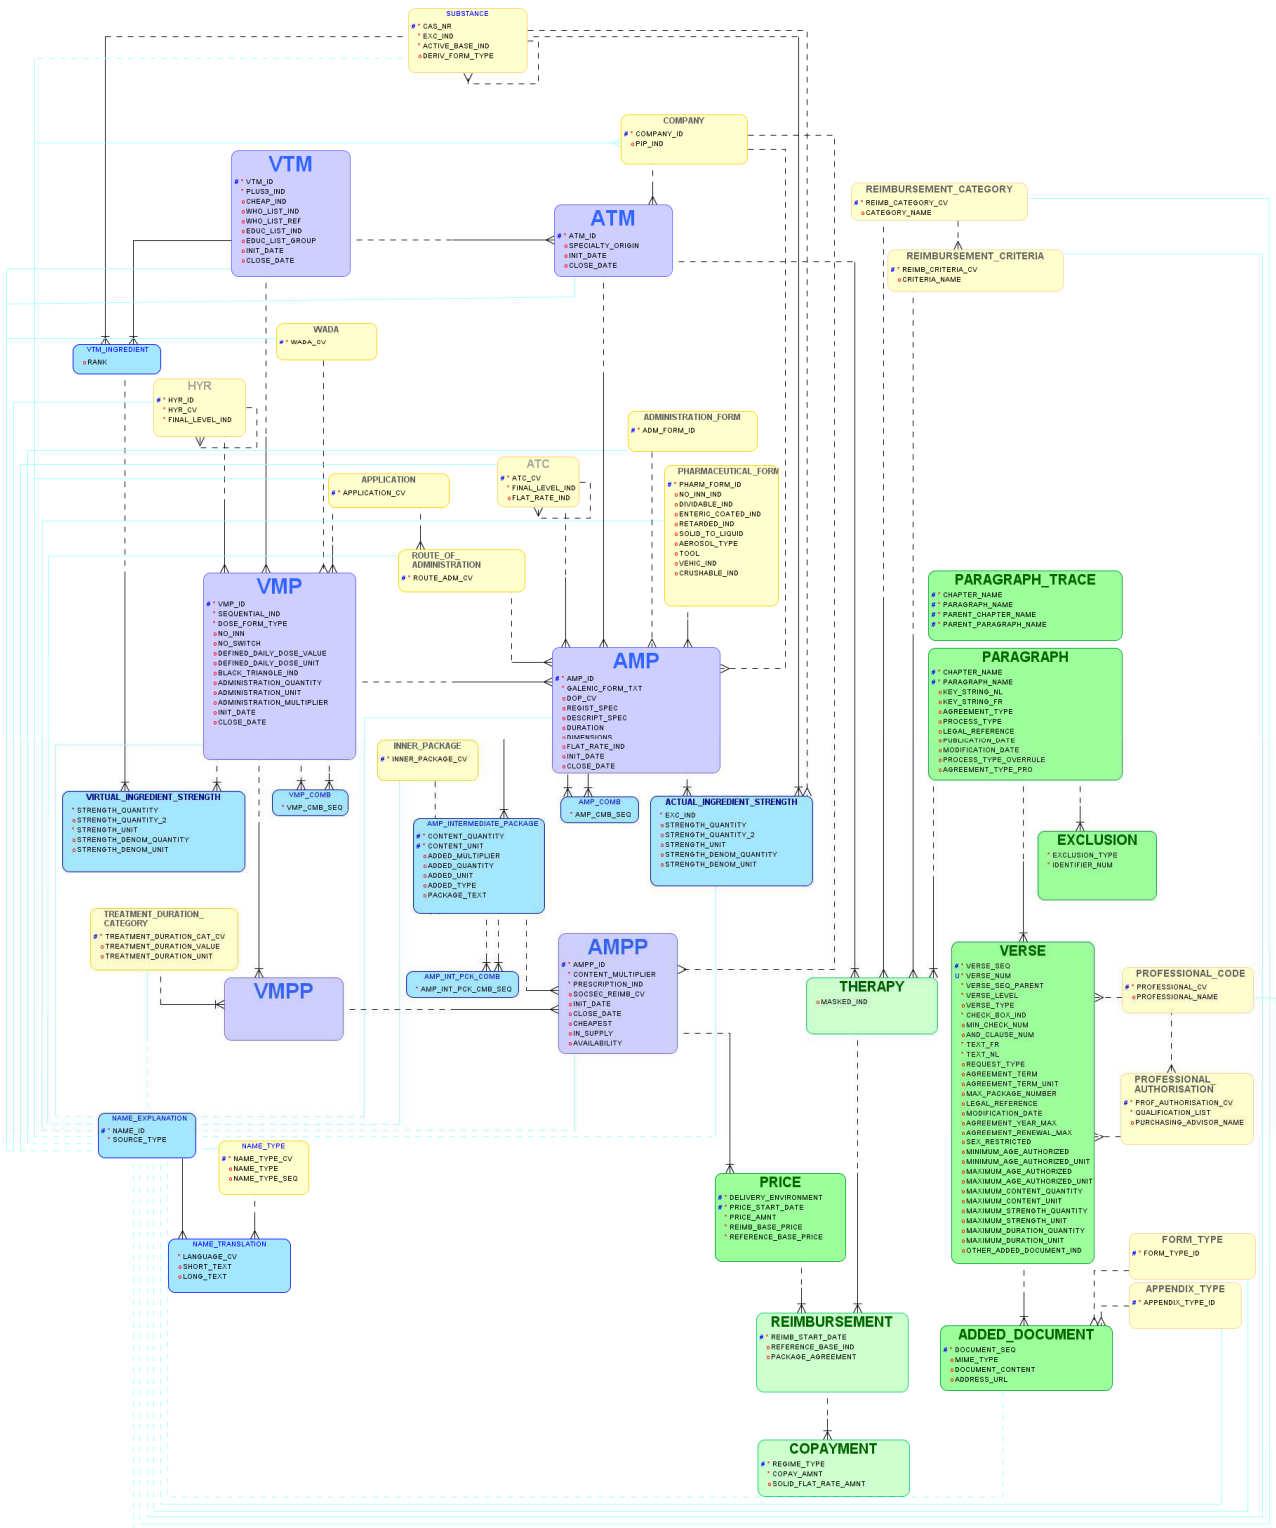 SUBSTANCE
# * CAS_NR
* EXC_IND
* ACTIVE_BASE_IND
o DERIV_FORM_TYPE
COMPANY
# * COMPANY_ID
o PIP_IND
VTM
# * VTM_ID
* PLUS3_IND
o CHEAP_IND
o WHO_LIST_IND
o WHO_LIST_REF
o EDUC_LIST_IND
o EDUC_LIST_GROUP
o INIT_DATE
o CLOSE_DATE
ATM
# * ATM_ID
o SPECIALTY_ORIGIN
o INIT_DATE
o CLOSE_DATE
REIMBURSEMENT_CATEGORY
# * REIMB_CATEGORY_CV
o CATEGORY_NAME
REIMBURSEMENT_CRITERIA
# * REIMB_CRITERIA_CV
o CRITERIA_NAME
VTM_INGREDIENT
o RANK
WADA
# * WADA_CV
HYR
# * HYR_ID
* HYR_CV
* FINAL_LEVEL_IND
ADMINISTRATION_FORM
# * ADM_FORM_ID
APPLICATION
# * APPLICATION_CV
ATC
# * ATC_CV
* FINAL_LEVEL_IND
o FLAT_RATE_IND
PHARMACEUTICAL_FORM
# * PHARM_FORM_ID
o NO_INN_IND
o DIVIDABLE_IND
o ENTERIC_COATED_IND
o RETARDED_IND
o SOLID_TO_LIQUID
o AEROSOL_TYPE
o TOOL
o VEHIC_IND
o CRUSHABLE_IND
ROUTE_OF_
ADMINISTRATION
# * ROUTE_ADM_CV
VMP
# * VMP_ID
* SEQUENTIAL_IND
* DOSE_FORM_TYPE
o NO_INN
o NO_SWITCH
o DEFINED_DAILY_DOSE_VALUE
o DEFINED_DAILY_DOSE_UNIT
o BLACK_TRIANGLE_IND
o ADMINISTRATION_QUANTITY
o ADMINISTRATION_UNIT
o ADMINISTRATION_MULTIPLIER
o INIT_DATE
o CLOSE_DATE
AMP
# * AMP_ID
* GALENIC_FORM_TXT
o DOP_CV
o REGIST_SPEC
o DESCRIPT_SPEC
o DURATION
o DIMENSIONS
o FLAT_RATE_IND
o INIT_DATE
o CLOSE_DATE
PARAGRAPH_TRACE
# * CHAPTER_NAME
# * PARAGRAPH_NAME
# * PARENT_CHAPTER_NAME
# * PARENT_PARAGRAPH_NAME
PARAGRAPH
# * CHAPTER_NAME
# * PARAGRAPH_NAME
o KEY_STRING_NL
o KEY_STRING_FR
o AGREEMENT_TYPE
o PROCESS_TYPE
o LEGAL_REFERENCE
o PUBLICATION_DATE
o MODIFICATION_DATE
o PROCESS_TYPE_OVERRULE
o AGREEMENT_TYPE_PRO
INNER_PACKAGE
# * INNER_PACKAGE_CV
VIRTUAL_INGREDIENT_STRENGTH
* STRENGTH_QUANTITY
o STRENGTH_QUANTITY_2
* STRENGTH_UNIT
o STRENGTH_DENOM_QUANTITY
o STRENGTH_DENOM_UNIT
VMP_COMB
* VMP_CMB_SEQ
AMP_COMB
* AMP_CMB_SEQ
ACTUAL_INGREDIENT_STRENGTH
* EXC_IND
o STRENGTH_QUANTITY
o STRENGTH_QUANTITY_2
o STRENGTH_UNIT
o STRENGTH_DENOM_QUANTITY
o STRENGTH_DENOM_UNIT
AMP_INTERMEDIATE_PACKAGE
# * CONTENT_QUANTITY
# * CONTENT_UNIT
o ADDED_MULTIPLIER
o ADDED_QUANTITY
o ADDED_UNIT
o ADDED_TYPE
o PACKAGE_TEXT
EXCLUSION
* EXCLUSION_TYPE
* IDENTIFIER_NUM
TREATMENT_DURATION_
CATEGORY
# * TREATMENT_DURATION_CAT_CV
o TREATMENT_DURATION_VALUE
o TREATMENT_DURATION_UNIT
AMPP
# * AMPP_ID
* CONTENT_MULTIPLIER
* PRESCRIPTION_IND
o SOCSEC_REIMB_CV
o INIT_DATE
o CLOSE_DATE
o CHEAPEST
o IN_SUPPLY
o AVAILABILITY
AMP_INT_PCK_COMB
* AMP_INT_PCK_CMB_SEQ
VMPP
THERAPY
o MASKED_IND
VERSE
# * VERSE_SEQ
U * VERSE_NUM
* VERSE_SEQ_PARENT
* VERSE_LEVEL
o VERSE_TYPE
* CHECK_BOX_IND
o MIN_CHECK_NUM
o AND_CLAUSE_NUM
* TEXT_FR
* TEXT_NL
o REQUEST_TYPE
o AGREEMENT_TERM
o AGREEMENT_TERM_UNIT
o MAX_PACKAGE_NUMBER
o LEGAL_REFERENCE
o MODIFICATION_DATE
o AGREEMENT_YEAR_MAX
o AGREEMENT_RENEWAL_MAX
o SEX_RESTRICTED
o MINIMUM_AGE_AUTHORIZED
o MINIMUM_AGE_AUTHORIZED_UNIT
o MAXIMUM_AGE_AUTHORIZED
o MAXIMUM_AGE_AUTHORIZED_UNIT
o MAXIMUM_CONTENT_QUANTITY
o MAXIMUM_CONTENT_UNIT
o MAXIMUM_STRENGTH_QUANTITY
o MAXIMUM_STRENGTH_UNIT
o MAXIMUM_DURATION_QUANTITY
o MAXIMUM_DURATION_UNIT
o OTHER_ADDED_DOCUMENT_IND
PROFESSIONAL_CODE
# * PROFESSIONAL_CV
o PROFESSIONAL_NAME
PROFESSIONAL_
AUTHORISATION
# * PROF_AUTHORISATION_CV
* QUALIFICATION_LIST
o PURCHASING_ADVISOR_NAME
NAME_EXPLANATION
# * NAME_ID
* SOURCE_TYPE
NAME_TYPE
# * NAME_TYPE_CV
o NAME_TYPE
o NAME_TYPE_SEQ
PRICE
# * DELIVERY_ENVIRONMENT
# * PRICE_START_DATE
* PRICE_AMNT
* REIMB_BASE_PRICE
* REFERENCE_BASE_PRICE
NAME_TRANSLATION
* LANGUAGE_CV
o SHORT_TEXT
o LONG_TEXT
FORM_TYPE
# * FORM_TYPE_ID
APPENDIX_TYPE
# * APPENDIX_TYPE_ID
REIMBURSEMENT
# * REIMB_START_DATE
o REFERENCE_BASE_IND
o PACKAGE_AGREEMENT
ADDED_DOCUMENT
# * DOCUMENT_SEQ
o MIME_TYPE
o DOCUMENT_CONTENT
o ADDRESS_URL
COPAYMENT
# * REGIME_TYPE
* COPAY_AMNT
o SOLID_FLAT_RATE_AMNT